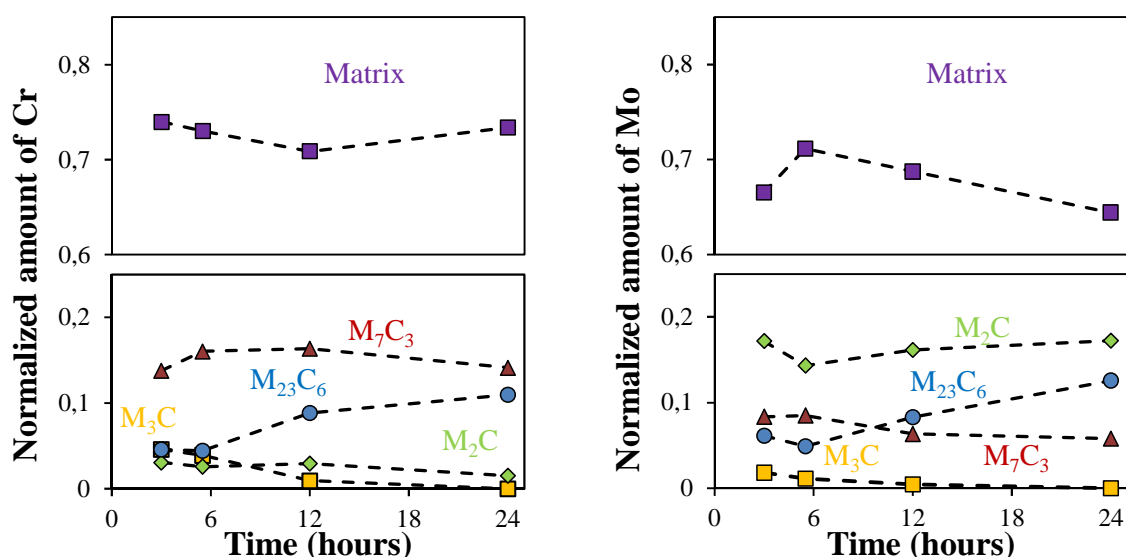 Normalized amount of Cr
0,8
0,7
0,6
Matrix
0,2
0,1
0
M₇C₃
M₂₃C₆
M₃C
M₂C
0 6 12 18 24
Time (hours)
Normalized amount of Mo
0,8
0,7
0,6
Matrix
0,2
0,1
0
M₂C
M₂₃C₆
M₃C
M₇C₃
0 6 12 18 24
Time (hours)